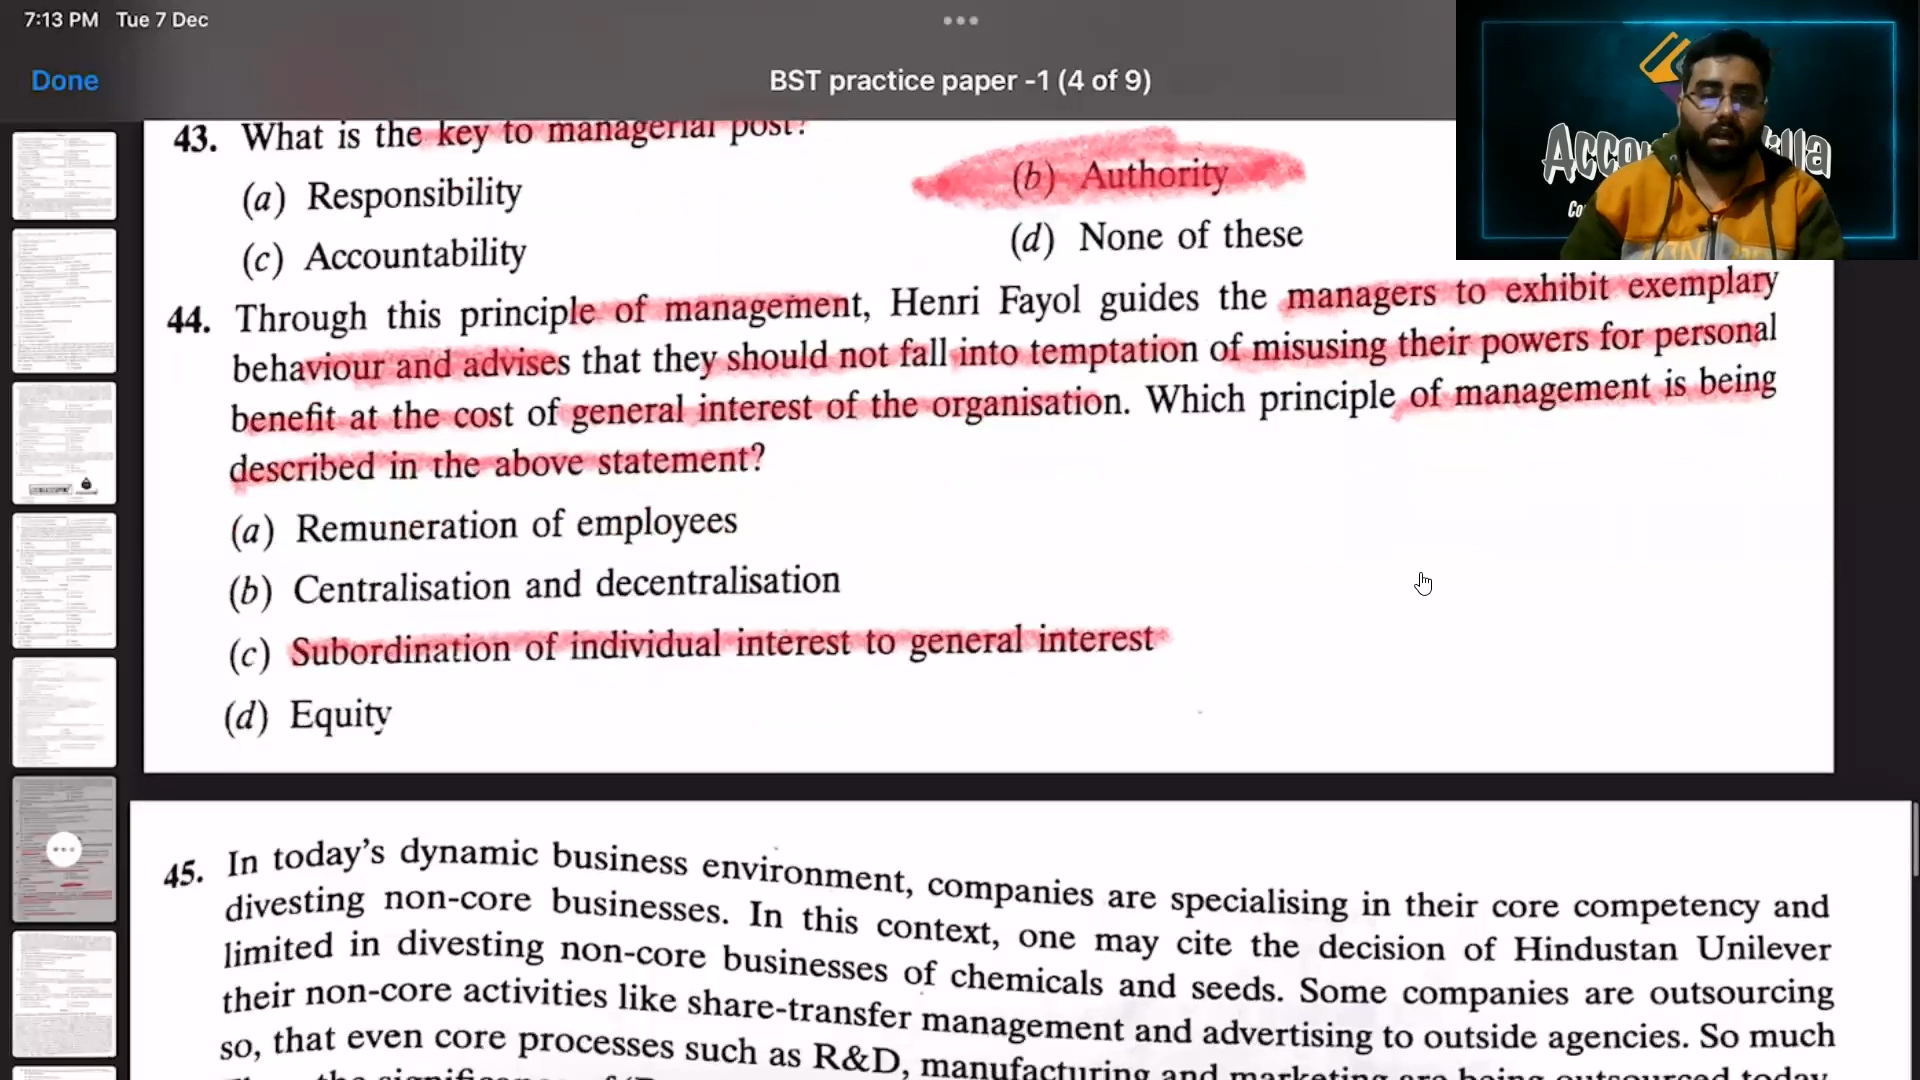 7:13 PM Tue 7 Dec
Done
BST practice paper -1 (4 of 9)
43. What is the key to managerial post?
(a) Responsibility
(b) Authority
(c) Accountability
(d) None of these
44. Through this principle of management, Henri Fayol guides the managers to exhibit exemplary
behaviour and advises that they should not fall into temptation of misusing their powers for personal
benefit at the cost of general interest of the organisation. Which principle of management is being
described in the above statement?
(a) Remuneration of employees
(b) Centralisation and decentralisation
(c) Subordination of individual interest to general interest
(d) Equity
45. In today's dynamic business environment, companies are specialising in their core competency and
divesting non-core businesses. In this context, one may cite the decision of Hindustan Unilever
limited in divesting non-core businesses of chemicals and seeds. Some companies are outsourcing
their non-core activities like share-transfer management and advertising to outside agencies. So much
so, that even core processes such as R&D, manufacturing and marketing are being outsourced today.